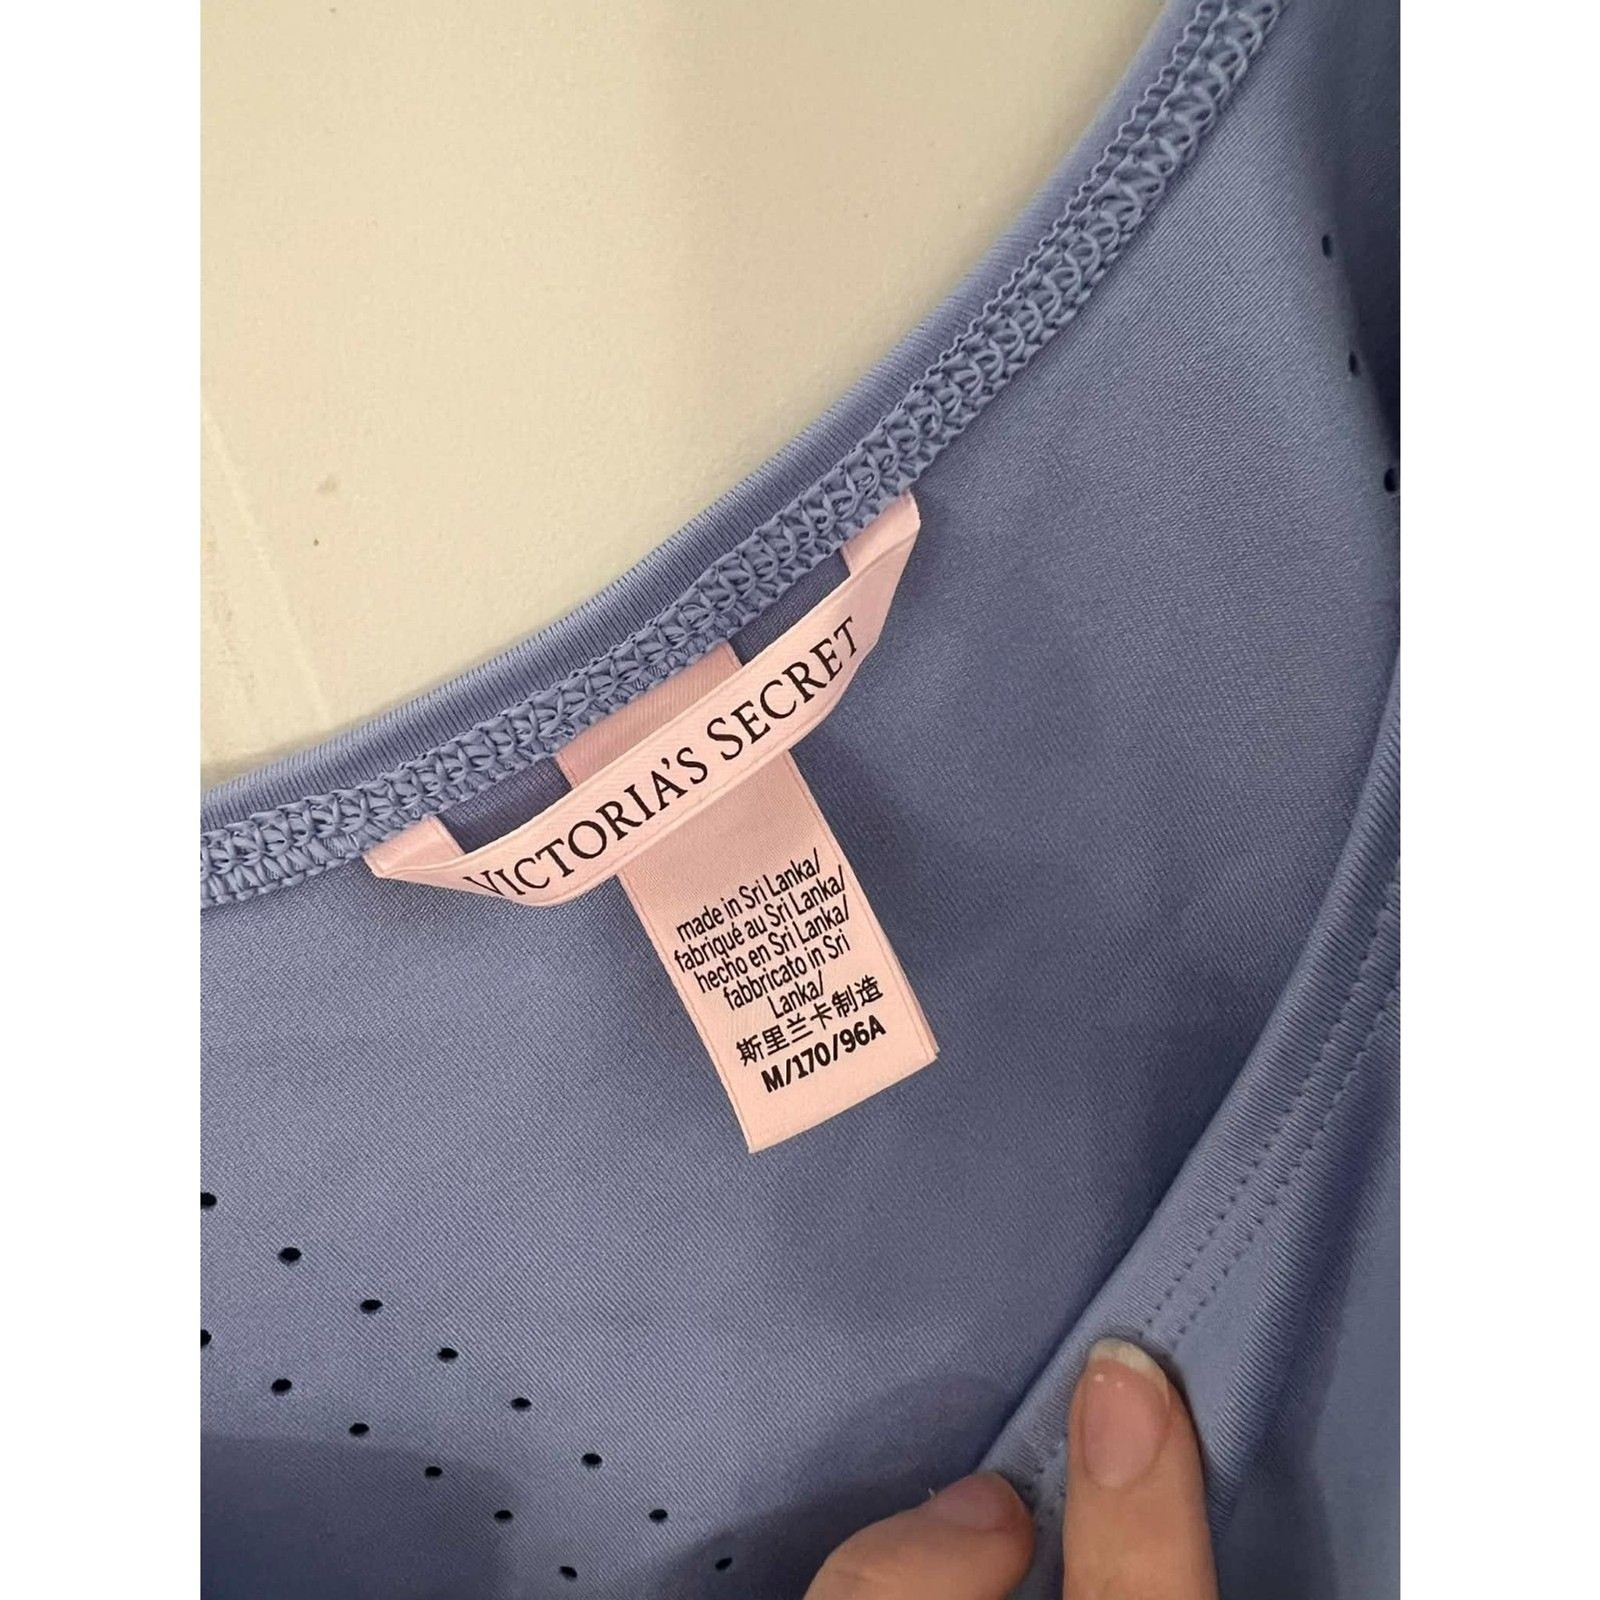 VICTORIA'S SECRET
made in Sri Lanka/
fabriqué au Sri Lanka/
hecho en Sri Lanka/
fabbricato in Sri
Lanka/
斯里兰卡制造
M/170/96A